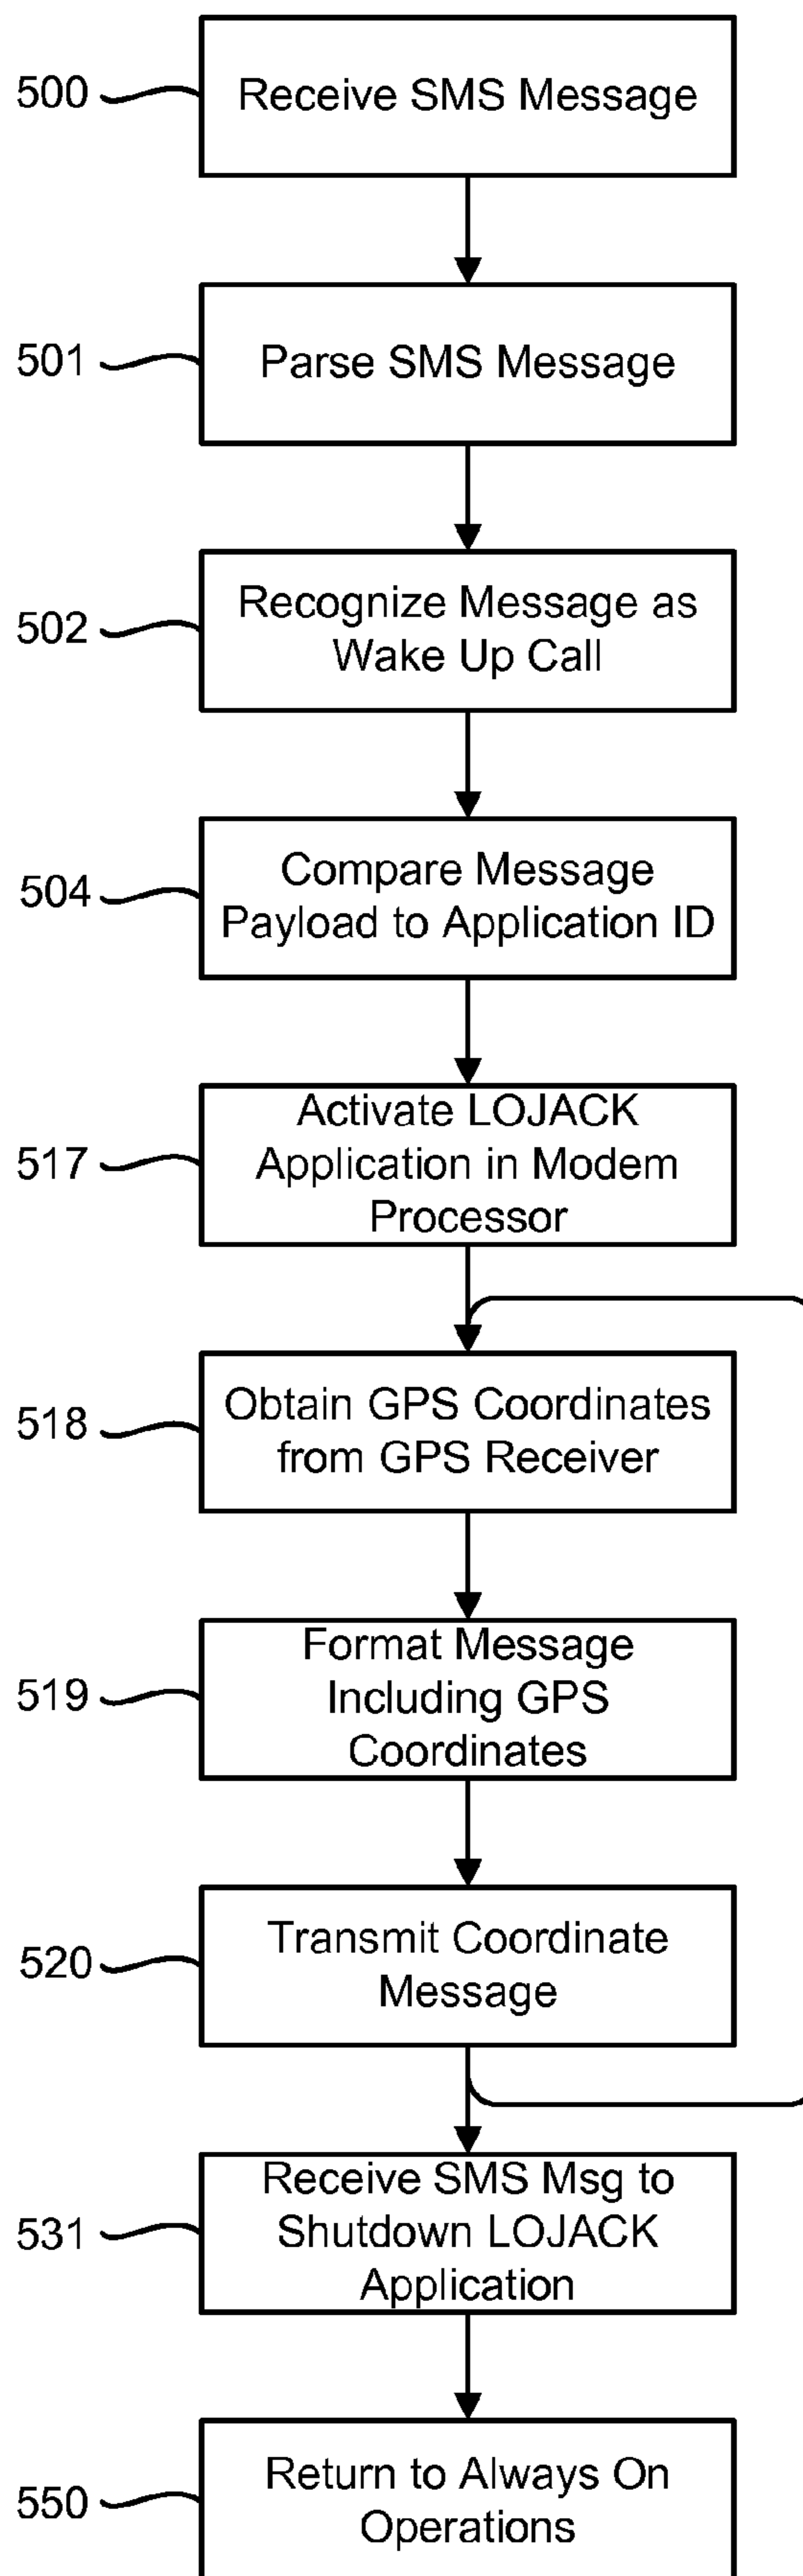 500
Receive SMS Message
501
Parse SMS Message
502
Recognize Message as
Wake Up Call
504
Compare Message
Payload to Application ID
517
Activate LOJACK
Application in Modem
Processor
518
Obtain GPS Coordinates
from GPS Receiver
519
Format Message
Including GPS
Coordinates
520
Transmit Coordinate
Message
531
Receive SMS Msg to
Shutdown LOJACK
Application
550
Return to Always On
Operations